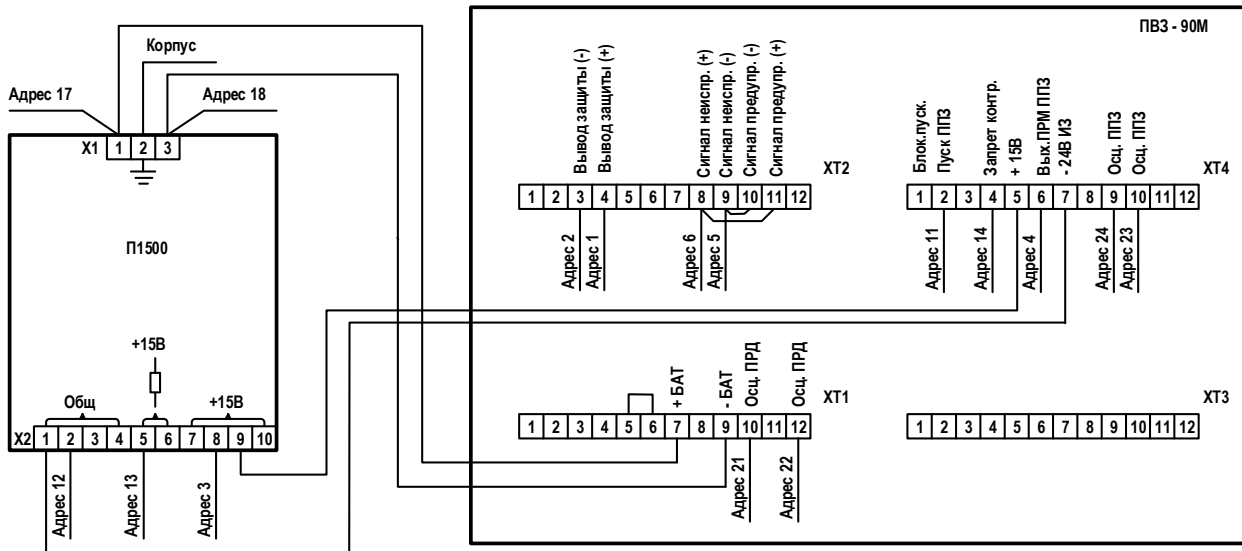 ПВЗ - 90М
Корпус
Адрес 17
Адрес 18
X1 1 2 3
П1500
+15В
Общ
+15В
X2 1 2 3 4 5 6 7 8 9 10
Адрес 12
Адрес 13
Адрес 3
Вывод защиты (-)
Вывод защиты (+)
Сигнал неиспр. (+)
Сигнал неиспр. (-)
Сигнал предупр. (-)
Сигнал предупр. (+)
XT2
1 2 3 4 5 6 7 8 9 10 11 12
Адрес 2
Адрес 1
Адрес 6
Адрес 5
Блок.пуск.
Пуск ППЗ
Запрет контр.
+ 15В
Вых.ПРМ ППЗ
- 24В ИЗ
Осц. ППЗ
Осц. ППЗ
XT4
1 2 3 4 5 6 7 8 9 10 11 12
Адрес 11
Адрес 14
Адрес 4
Адрес 24
Адрес 23
+ БАТ
- БАТ
Осц. ПРД
Осц. ПРД
XT1
1 2 3 4 5 6 7 8 9 10 11 12
Адрес 21
Адрес 22
XT3
1 2 3 4 5 6 7 8 9 10 11 12